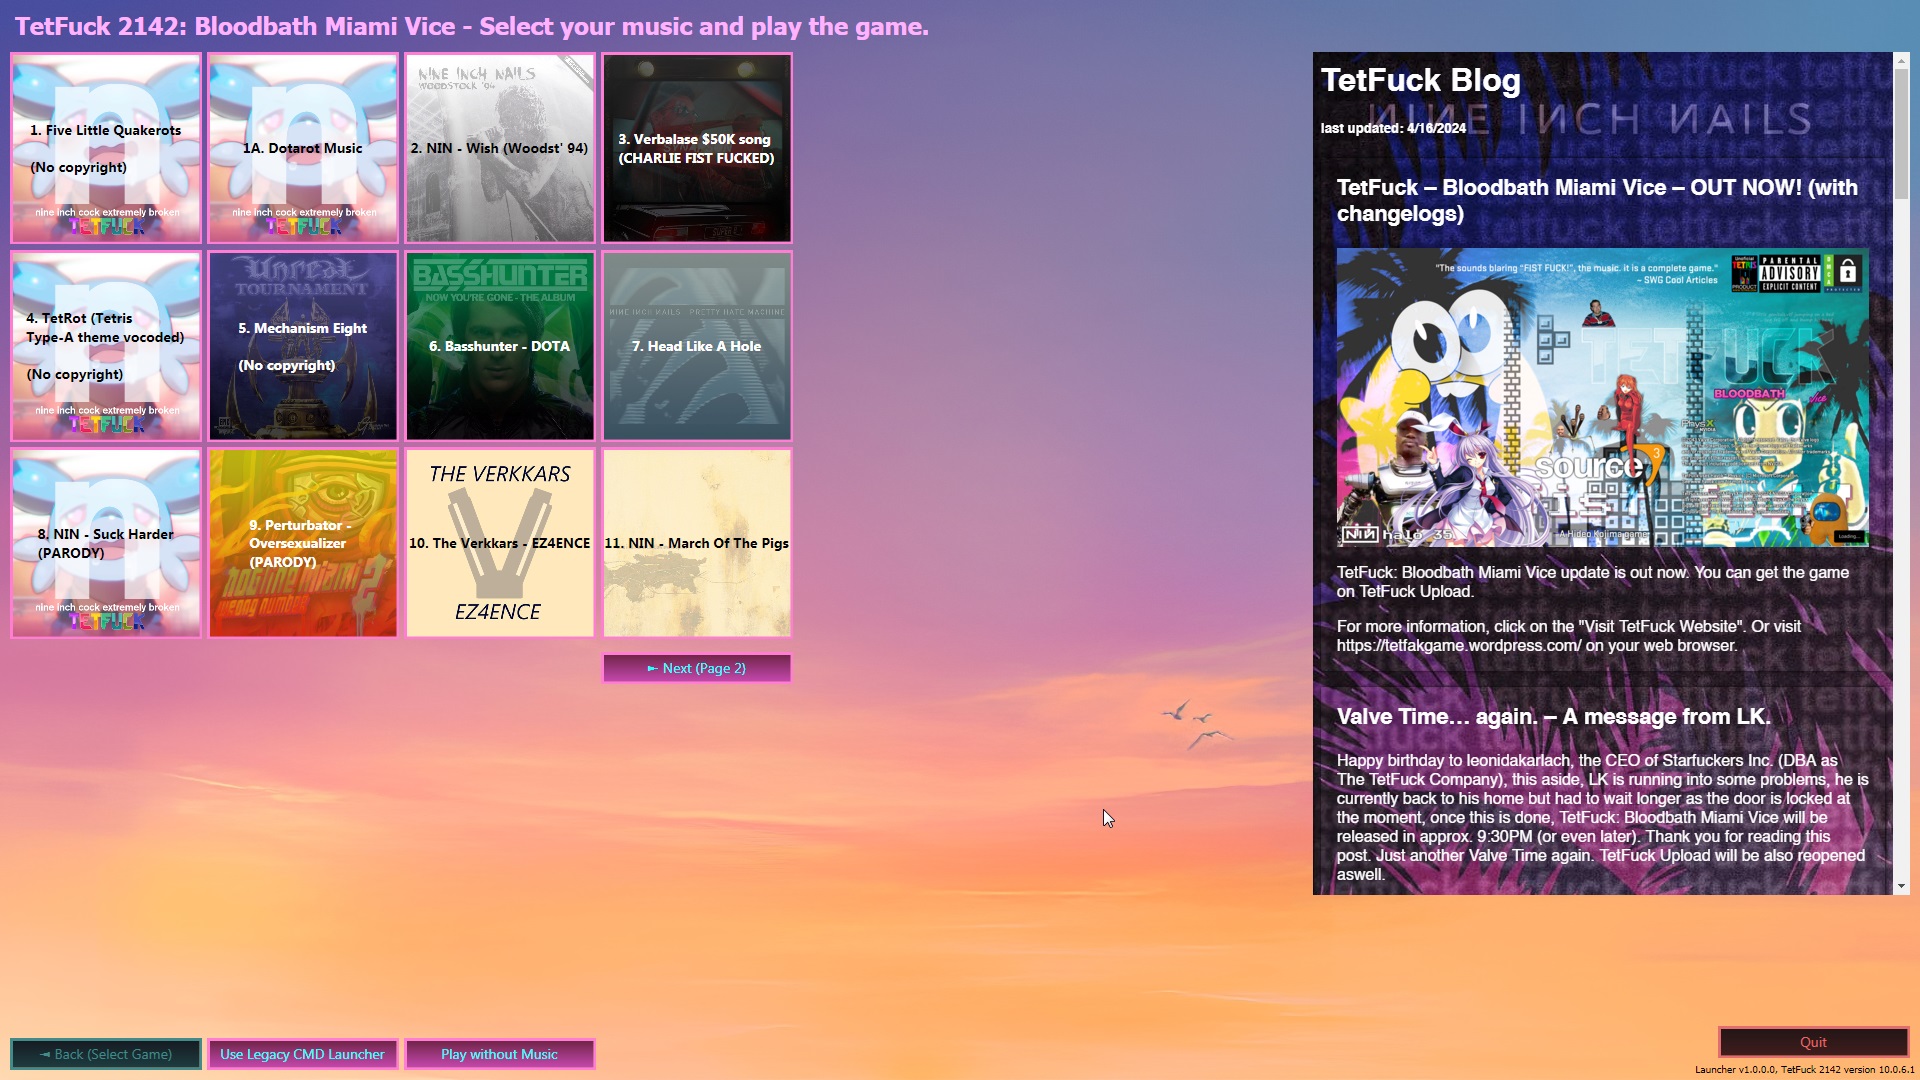 TetFuck 2142: Bloodbath Miami Vice - Select your music and play the game.
1. Five Little Quakerots
(No copyright)
nine inch cock extremely broken
TETFUCK
1A. Dotarot Music
nine inch cock extremely broken
TETFUCK
NINE INCH NAILS
WOODSTOCK '94
2. NIN - Wish (Woodst' 94)
3. Verbalase $50K song
(CHARLIE FIST FUCKED)
4. TetRot (Tetris
Type-A theme vocoded)
(No copyright)
nine inch cock extremely broken
TETFUCK
Unreal
TOURNAMENT
5. Mechanism Eight
(No copyright)
BASSHUNTER
NOW YOU'RE GONE - THE ALBUM
6. Basshunter - DOTA
NINE INCH NAILS PRETTY HATE MACHINE
7. Head Like A Hole
8. NIN - Suck Harder
(PARODY)
nine inch cock extremely broken
TETFUCK
9. Perturbator -
Oversexualizer
(PARODY)
HOTLINE MIAMI 2
WRONG NUMBER
THE VERKKARS
10. The Verkkars - EZ4ENCE
EZ4ENCE
11. NIN - March Of The Pigs
⇤ Next (Page 2)
◄ Back (Select Game)
Use Legacy CMD Launcher
Play without Music
TetFuck Blog
NINE INCH NAILS
last updated: 4/16/2024
TetFuck – Bloodbath Miami Vice – OUT NOW! (with
changelogs)
"The sounds blaring "FIST FUCK!", the music. it is a complete game."
~ SWG Cool Articles
Unofficial
TETRIS
PRODUCT
PARENTAL
ADVISORY
EXPLICIT CONTENT
TETFUCK
BLOODBATH
Vice
source
3
NIN halo 35
A Hideo Kojima game
Loading...
TetFuck: Bloodbath Miami Vice update is out now. You can get the game
on TetFuck Upload.
For more information, click on the "Visit TetFuck Website". Or visit
https://tetfakgame.wordpress.com/ on your web browser.
Valve Time… again. – A message from LK.
Happy birthday to leonidakarlach, the CEO of Starfuckers Inc. (DBA as
The TetFuck Company), this aside, LK is running into some problems, he is
currently back to his home but had to wait longer as the door is locked at
the moment, once this is done, TetFuck: Bloodbath Miami Vice will be
released in approx. 9:30PM (or even later). Thank you for reading this
post. Just another Valve Time again. TetFuck Upload will be also reopened
aswell.
Quit
Launcher v1.0.0.0, TetFuck 2142 version 10.0.6.1